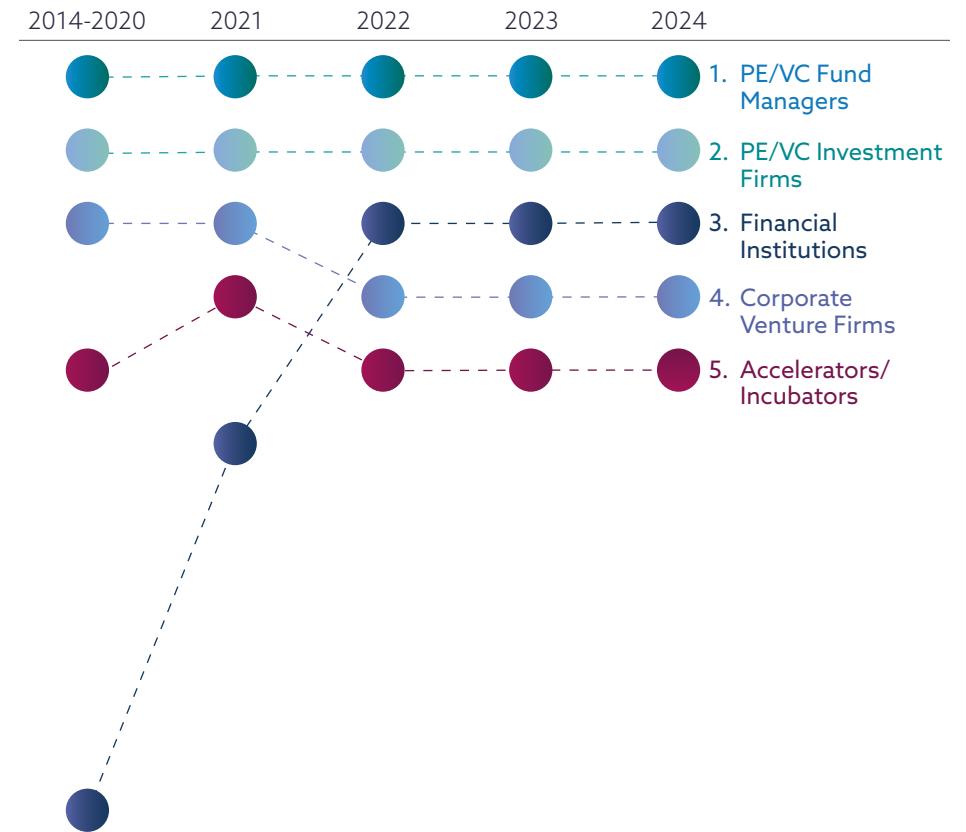 2014-2020 2021 2022 2023 2024
1. PE/VC Fund
Managers
2. PE/VC Investment
Firms
3. Financial
Institutions
4. Corporate
Venture Firms
5. Accelerators/
Incubators